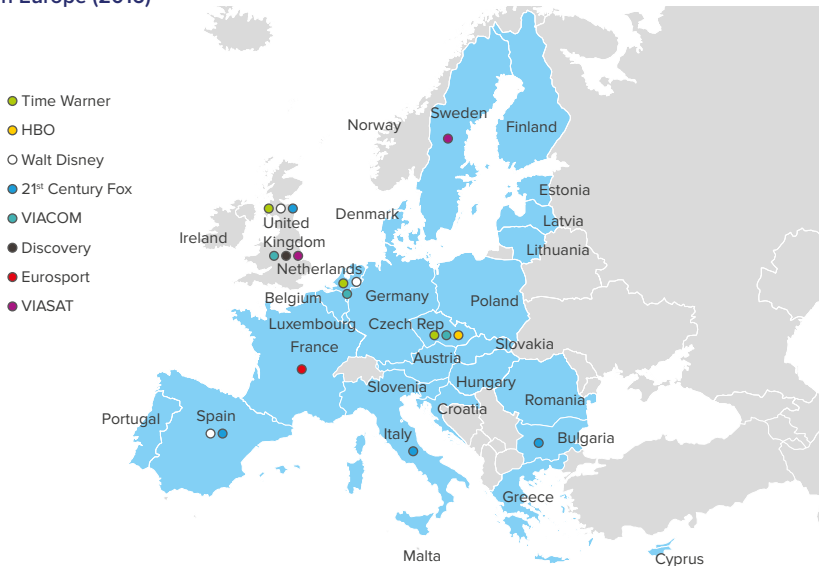 n Europe (2016)
Time Warner
HBO
Walt Disney
21st Century Fox
VIACOM
Discovery
Eurosport
VIASAT
Norway
Sweden
Finland
Estonia
Latvia
Lithuania
Denmark
Ireland
United
Kingdom
Netherlands
Belgium
Germany
Poland
Luxembourg
Czech Rep
France
Slovakia
Austria
Slovenia
Hungary
Romania
Croatia
Portugal
Spain
Italy
Bulgaria
Greece
Malta
Cyprus